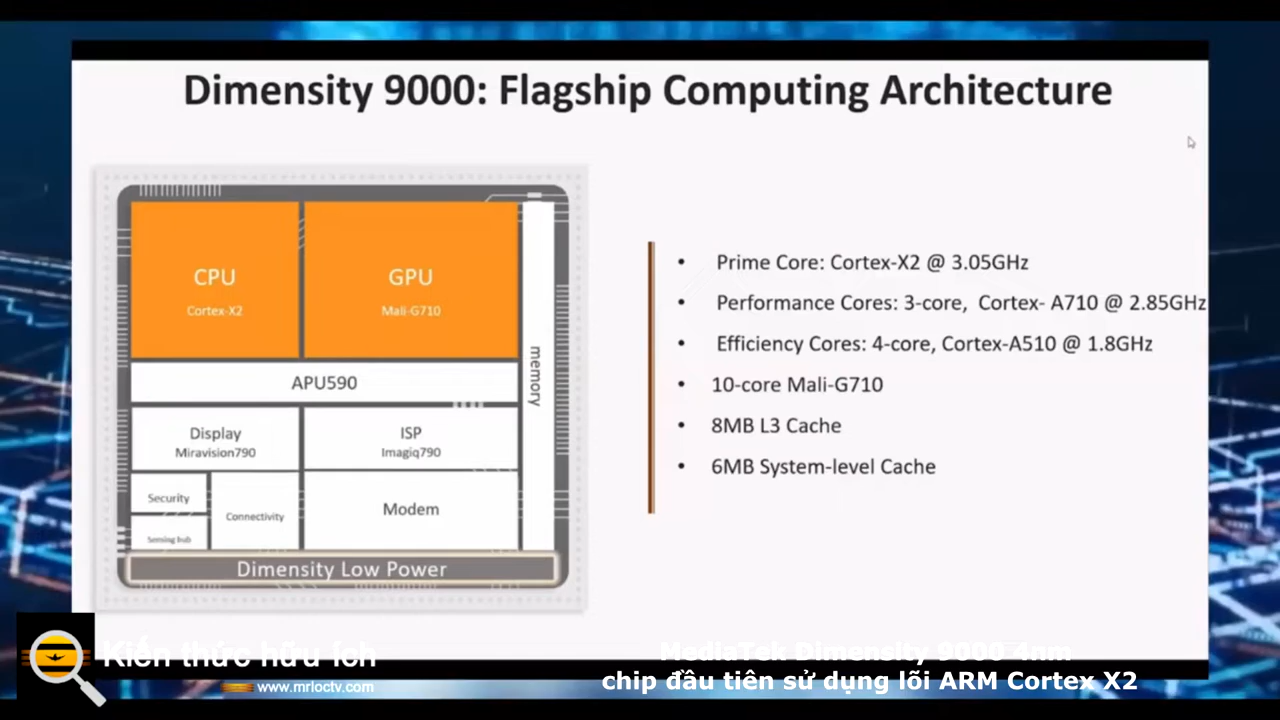 Dimensity 9000: Flagship Computing Architecture
CPU
Cortex-X2
GPU
Mali-G710
memory
APU590
Display
Miravision790
ISP
Imagiq790
Security
Connectivity
Sensing hub
Modem
Dimensity Low Power
• Prime Core: Cortex-X2 @ 3.05GHz
• Performance Cores: 3-core, Cortex- A710 @ 2.85GHz
• Efficiency Cores: 4-core, Cortex-A510 @ 1.8GHz
• 10-core Mali-G710
• 8MB L3 Cache
• 6MB System-level Cache
Kiến thức hữu ích
www.mrloctv.com
MediaTek Dimensity 9000 4nm
chip đầu tiên sử dụng lõi ARM Cortex X2